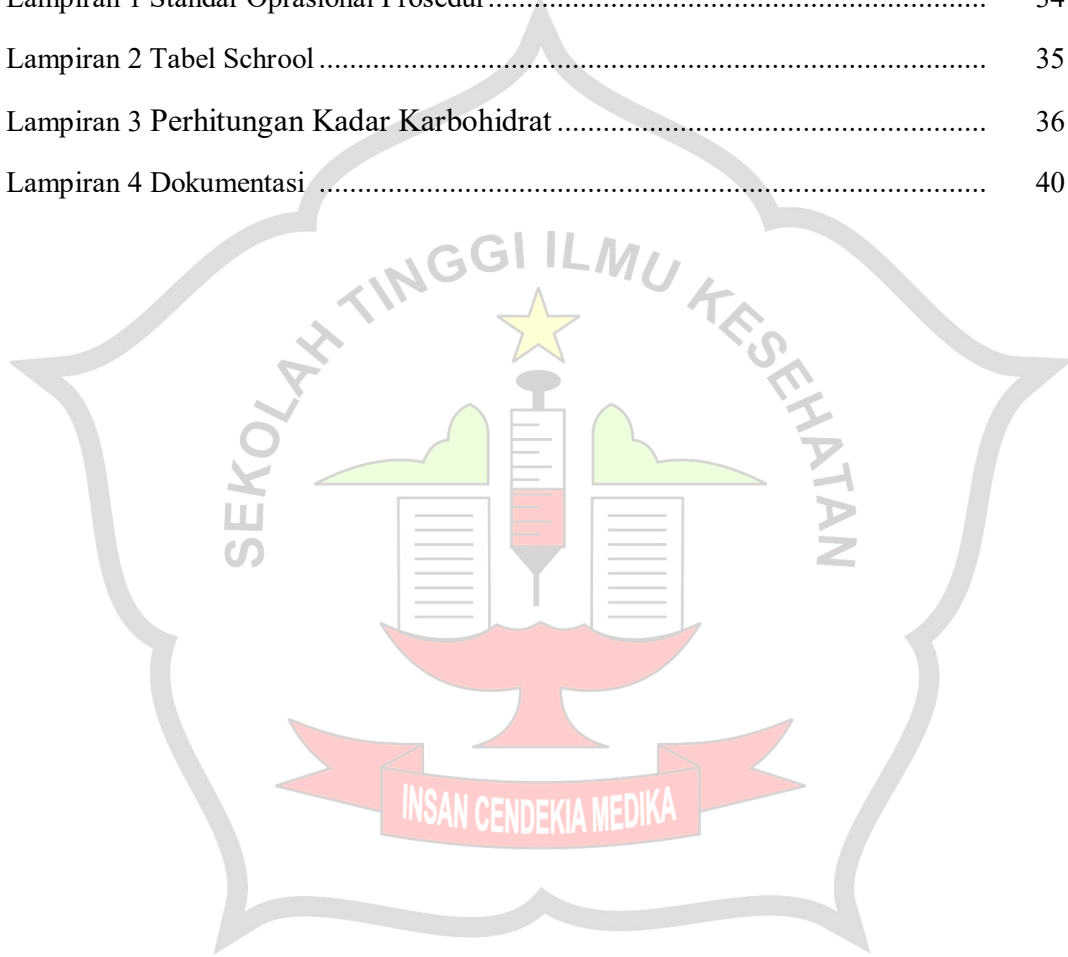 Lampiran 1 Standar Oprasional Prosedur........................................................................ 34
Lampiran 2 Tabel Schrool................................................................................................ 35
Lampiran 3 Perhitungan Kadar Karbohidrat.............................................................. 36
Lampiran 4 Dokumentasi ................................................................................................ 40
SEKOLAH TINGGI ILMU KESEHATAN
INSAN CENDEKIA MEDIKA